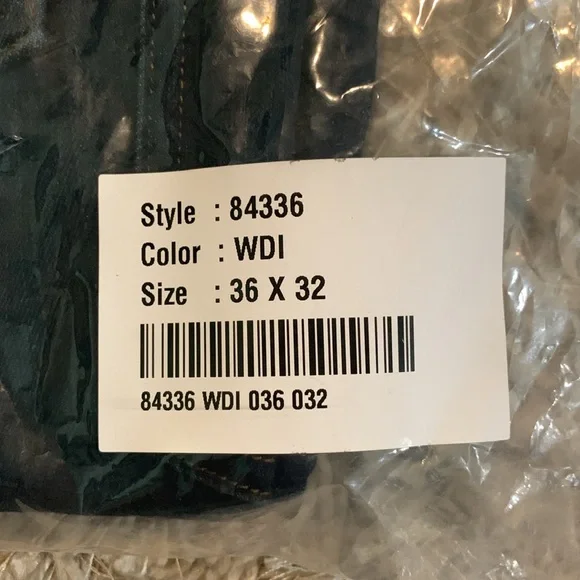 Style : 84336
Color : WDI
Size : 36 X 32
84336 WDI 036 032